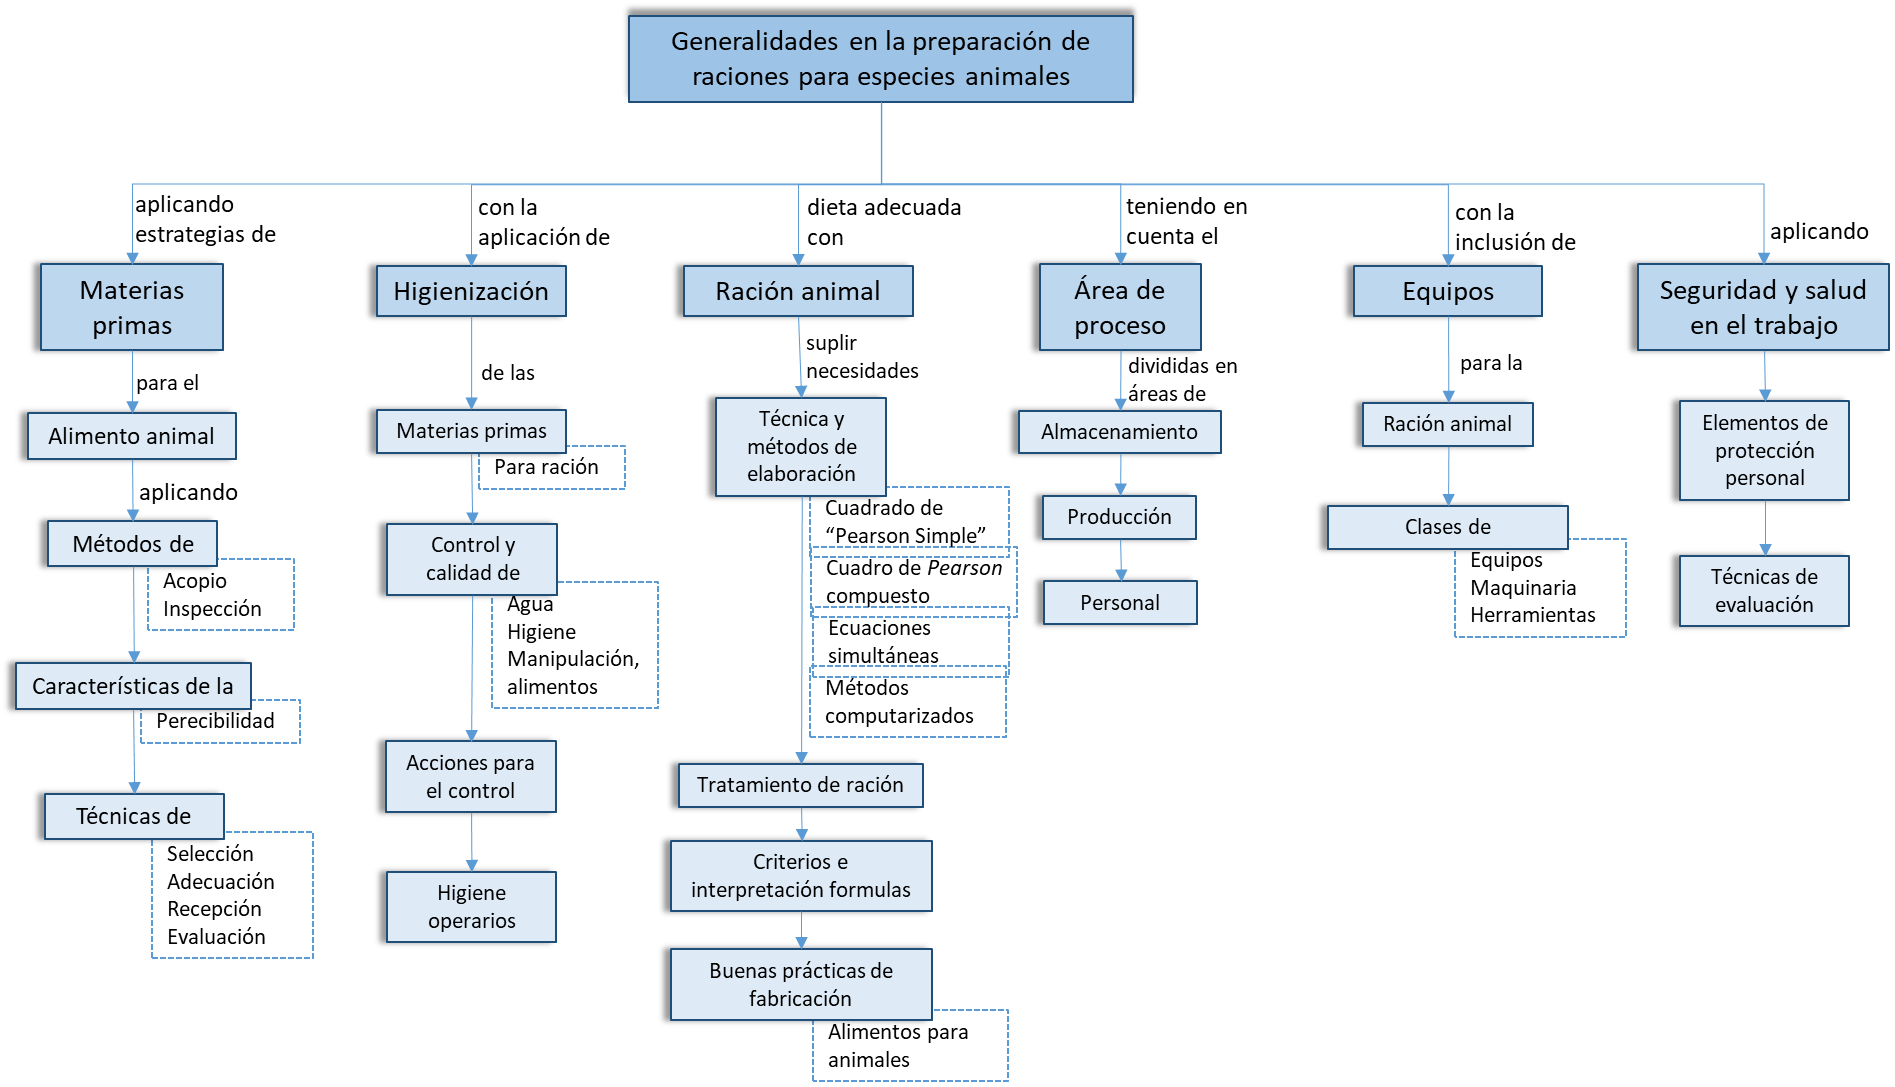 Generalidades en la preparación de
raciones para especies animales
aplicando
estrategias de
Materias
primas
para el
Alimento animal
aplicando
Métodos de
Acopio
Inspección
Características de la
Perecibilidad
Técnicas de
Selección
Adecuación
Recepción
Evaluación
con la
aplicación de
Higienización
de las
Materias primas
Para ración
Control y
calidad de
Agua
Higiene
Manipulación,
alimentos
Acciones para
el control
Higiene
operarios
dieta adecuada
con
Ración animal
suplir
necesidades
Técnica y
métodos de
elaboración
Cuadrado de
“Pearson Simple”
Cuadro de Pearson
compuesto
Ecuaciones
simultáneas
Métodos
computarizados
Tratamiento de ración
Criterios e
interpretación formulas
Buenas prácticas de
fabricación
Alimentos para
animales
teniendo en
cuenta el
Área de
proceso
divididas en
áreas de
Almacenamiento
Producción
Personal
con la
inclusión de
Equipos
para la
Ración animal
Clases de
Equipos
Maquinaria
Herramientas
aplicando
Seguridad y salud
en el trabajo
Elementos de
protección
personal
Técnicas de
evaluación